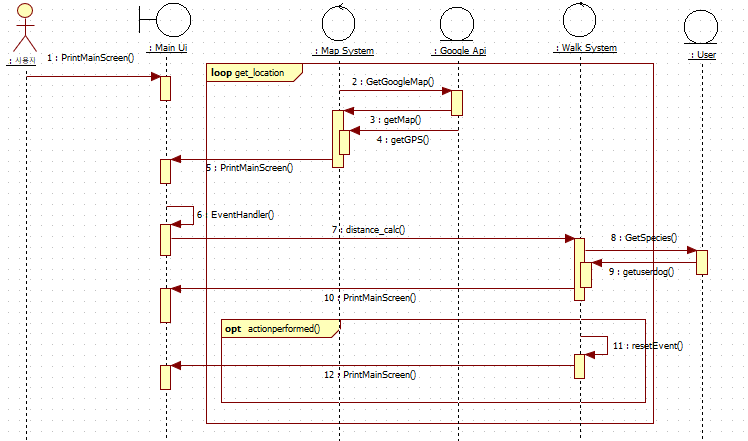 : 사용자
: Main Ui
: Map System
: Google Api
: Walk System
: User
1 : PrintMainScreen()
loop get_location
2 : GetGoogleMap()
3 : getMap()
4 : getGPS()
5 : PrintMainScreen()
6 EventHandler()
7 : distance_calc()
8 : GetSpecies()
9 : getuserdog()
10 : PrintMainScreen()
opt actionperformed()
11 : resetEvent()
12 : PrintMainScreen()